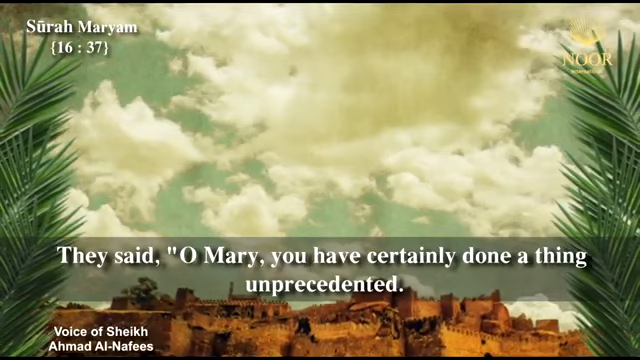 Sūrah Maryam
{16 : 37}
NOOR
They said, "O Mary, you have certainly done a thing
unprecedented.
Voice of Sheikh
Ahmad Al-Nafees